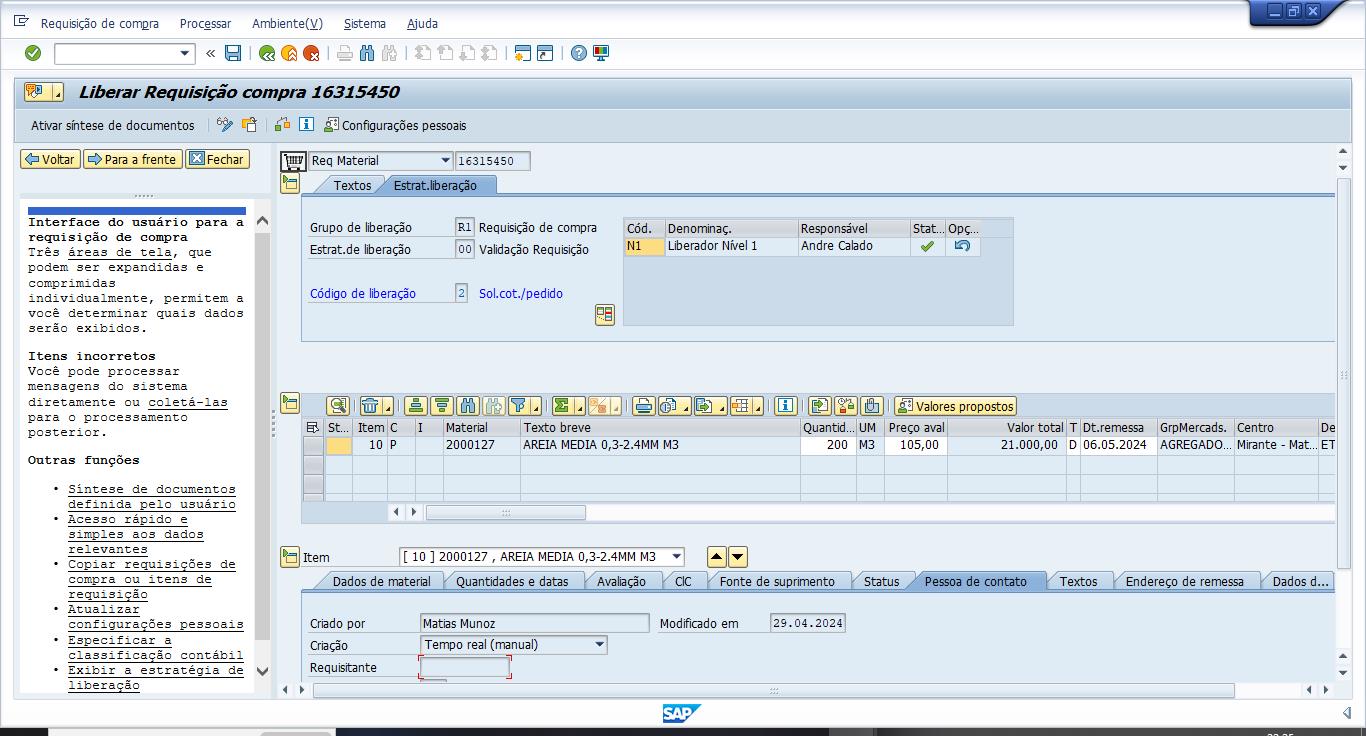 Requisição de compra Processar Ambiente(V) Sistema Ajuda
«
Liberar Requisição compra 16315450
Ativar síntese de documentos Configurações pessoais
Voltar Para a frente Fechar
Interface do usuário para a
requisição de compra
Três áreas de tela, que
podem ser expandidas e
comprimidas
individualmente, permitem a
você determinar quais dados
serão exibidos.
Itens incorretos
Você pode processar
mensagens do sistema
diretamente ou coletá-las
para o processamento
posterior.
Outras funções
• Síntese de documentos
definida pelo usuário
• Acesso rápido e
simples aos dados
relevantes
• Copiar requisições de
compra ou itens de
requisição
• Atualizar
configurações pessoais
• Especificar a
classificação contábil
• Exibir a estratégia de
liberação
Req Material 16315450
Textos Estrat.liberação
Grupo de liberação R1 Requisição de compra
Estrat.de liberação 00 Validação Requisição
Código de liberação 2 Sol.cot./pedido
Cód. Denominaç. Responsável Stat... Opç...
N1 Liberador Nível 1 Andre Calado
Valores propostos
St... Item C I Material Texto breve Quantid... UM Preço aval Valor total T Dt.remessa GrpMercads. Centro De
10 P 2000127 AREIA MEDIA 0,3-2.4MM M3 200 M3 105,00 21.000,00 D 06.05.2024 AGREGADO... Mirante - Mat... ET
Item [ 10 ] 2000127 , AREIA MEDIA 0,3-2.4MM M3
Dados de material Quantidades e datas Avaliação ClC Fonte de suprimento Status Pessoa de contato Textos Endereço de remessa Dados d...
Criado por Matias Munoz Modificado em 29.04.2024
Criação Tempo real (manual)
Requisitante
SAP